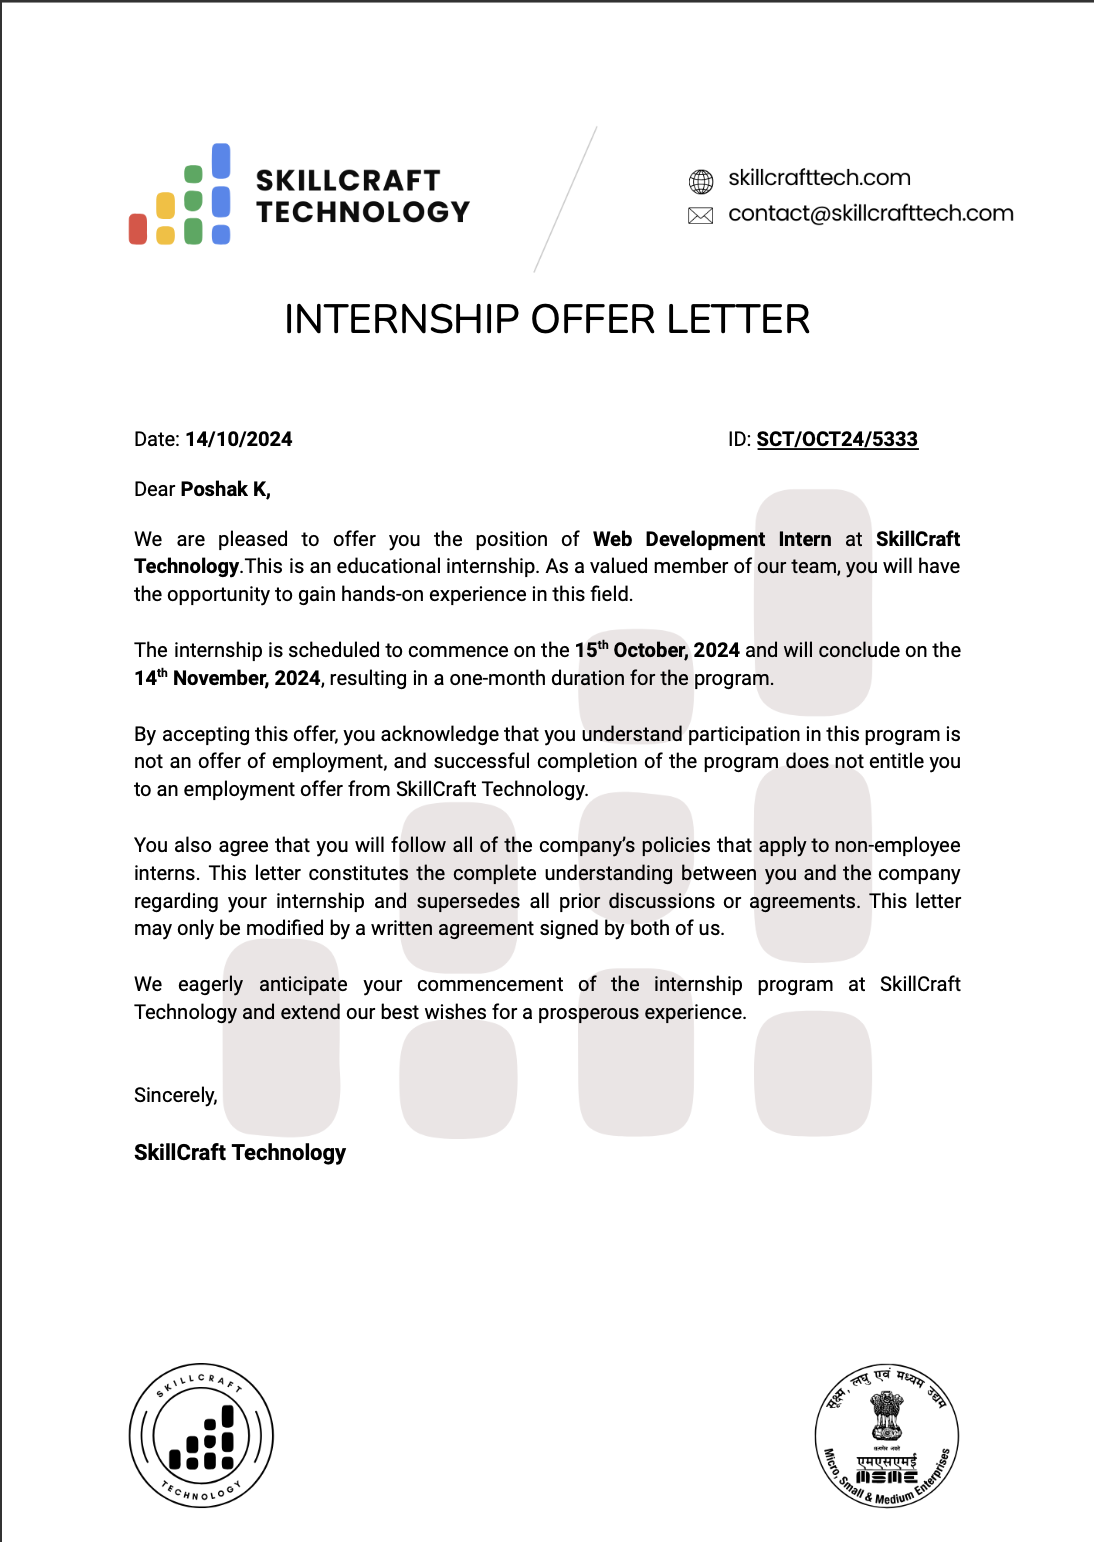 SKILLCRAFT
TECHNOLOGY
skillcrafttech.com
contact@skillcrafttech.com
INTERNSHIP OFFER LETTER
Date: 14/10/2024 ID: SCT/OCT24/5333
Dear Poshak K,
We are pleased to offer you the position of Web Development Intern at SkillCraft
Technology.This is an educational internship. As a valued member of our team, you will have
the opportunity to gain hands-on experience in this field.
The internship is scheduled to commence on the 15th October, 2024 and will conclude on the
14th November, 2024, resulting in a one-month duration for the program.
By accepting this offer, you acknowledge that you understand participation in this program is
not an offer of employment, and successful completion of the program does not entitle you
to an employment offer from SkillCraft Technology.
You also agree that you will follow all of the company’s policies that apply to non-employee
interns. This letter constitutes the complete understanding between you and the company
regarding your internship and supersedes all prior discussions or agreements. This letter
may only be modified by a written agreement signed by both of us.
We eagerly anticipate your commencement of the internship program at SkillCraft
Technology and extend our best wishes for a prosperous experience.
Sincerely,
SkillCraft Technology
SKILLCRAFT
TECHNOLOGY
सूक्ष्म, लघु एवं मध्यम उद्यम
सत्यमेव जयते
एमएसएमई
MSME
Micro, Small & Medium Enterprises